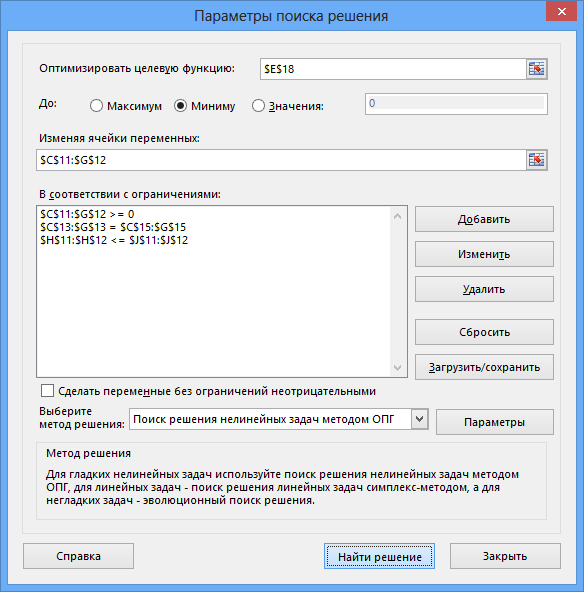 Параметры поиска решения
Оптимизировать целевую функцию:
$E$18
До:
Максимум
Миниму
Значения:
0
Изменяя ячейки переменных:
$C$11:$G$12
В соответствии с ограничениями:
$C$11:$G$12 >= 0
$C$13:$G$13 = $C$15:$G$15
$H$11:$H$12 <= $J$11:$J$12
Добавить
Изменить
Удалить
Сбросить
Загрузить/сохранить
Сделать переменные без ограничений неотрицательными
Выберите
метод решения:
Поиск решения нелинейных задач методом ОПГ
Параметры
Метод решения
Для гладких нелинейных задач используйте поиск решения нелинейных задач методом
ОПГ, для линейных задач - поиск решения линейных задач симплекс-методом, а для
негладких задач - эволюционный поиск решения.
Справка
Найти решение
Закрыть